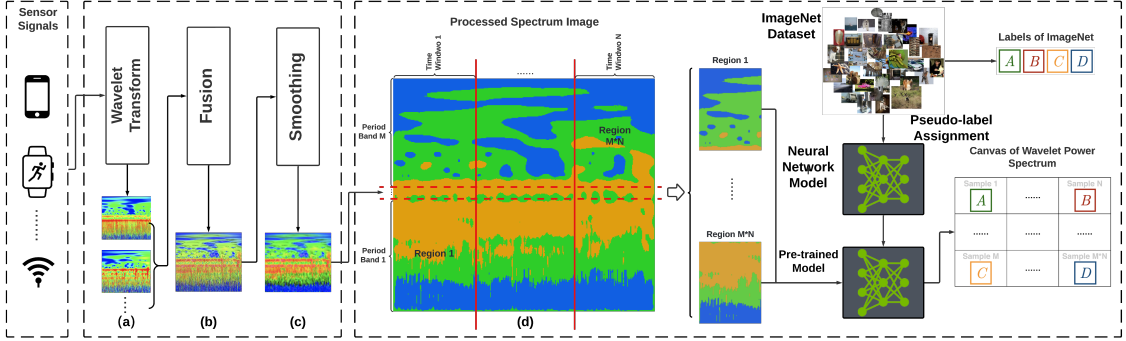 Sensor
Signals
Wavelet
Transform
Fusion
Smoothing
(a)
(b)
(c)
Processed Spectrum Image
Time
Windwo 1
......
Time
Windwo N
Period
Band M
Period
Band 1
Region
M*N
Region 1
(d)
Region 1
Region M*N
ImageNet
Dataset
Labels of ImageNet
A B C D
Pseudo-label
Assignment
Neural
Network
Model
Pre-trained
Model
Canvas of Wavelet Power
Spectrum
Sample 1
Sample N
A ...... B
...... ......
Sample M
Sample M*N
C ...... D